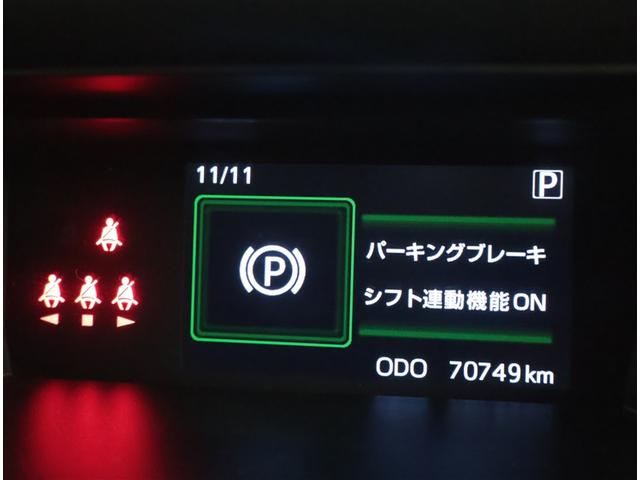 11/11
P
P
パーキングブレーキ
シフト連動機能ON
ODO 70749km